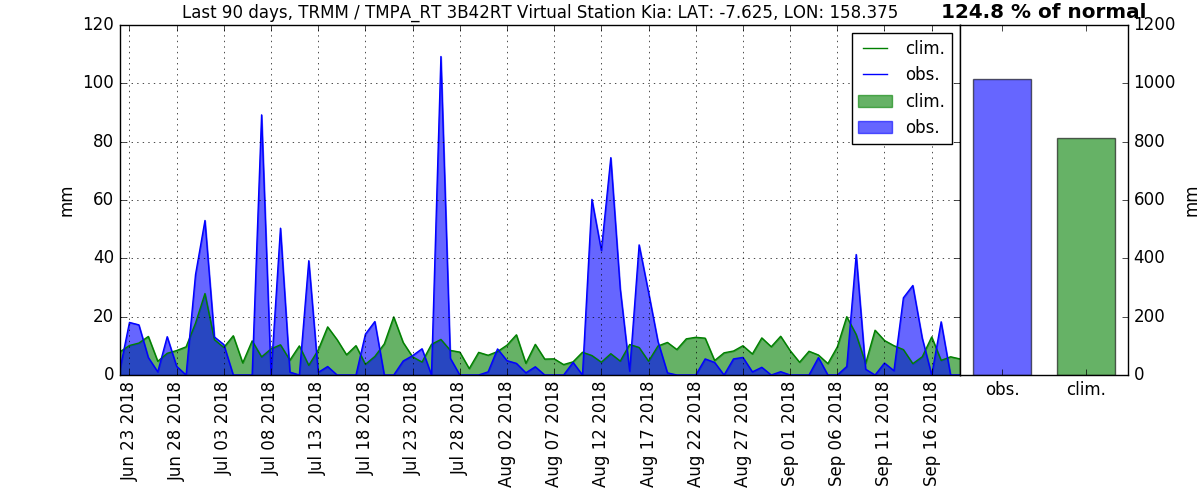 Last 90 days, TRMM / TMPA_RT 3B42RT Virtual Station Kia: LAT: -7.625, LON: 158.375
124.8 % of normal
120
100
80
60
40
20
0
mm
clim.
obs.
clim.
obs.
1200
1000
800
600
400
200
0
mm
obs.
clim.
Jun 23 2018
Jun 28 2018
Jul 03 2018
Jul 08 2018
Jul 13 2018
Jul 18 2018
Jul 23 2018
Jul 28 2018
Aug 02 2018
Aug 07 2018
Aug 12 2018
Aug 17 2018
Aug 22 2018
Aug 27 2018
Sep 01 2018
Sep 06 2018
Sep 11 2018
Sep 16 2018